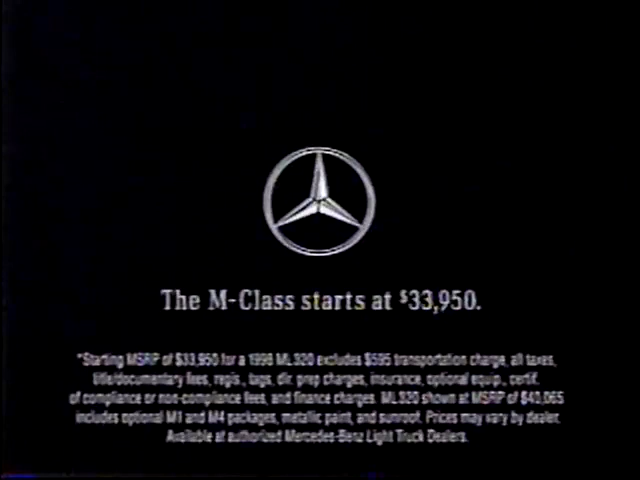 The M-Class starts at $33,950.
*Starting MSRP of $33,950 for a 1998 ML320 excludes $595 transportation charge, all taxes,
title/documentary fees, regis., tags, dlr. prep charges, insurance, optional equip., certif.
of compliance or non-compliance fees, and finance charges. ML320 shown at MSRP of $40,065
includes optional M1 and M4 packages, metallic paint, and sunroof. Prices may vary by dealer.
Available at authorized Mercedes-Benz Light Truck Dealers.